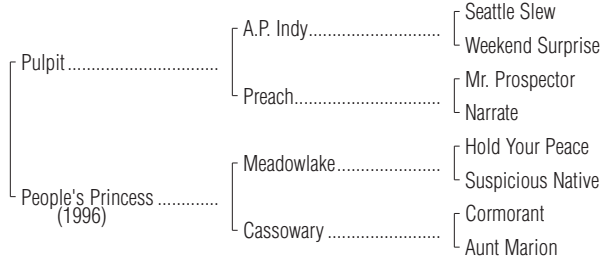 Seattle Slew
A.P. Indy..............................
Weekend Surprise
Pulpit..............................
Mr. Prospector
Preach..............................
Narrate
Hold Your Peace
Meadowlake.....................
Suspicious Native
People's Princess ............
(1996)
Cormorant
Cassowary ......................
Aunt Marion